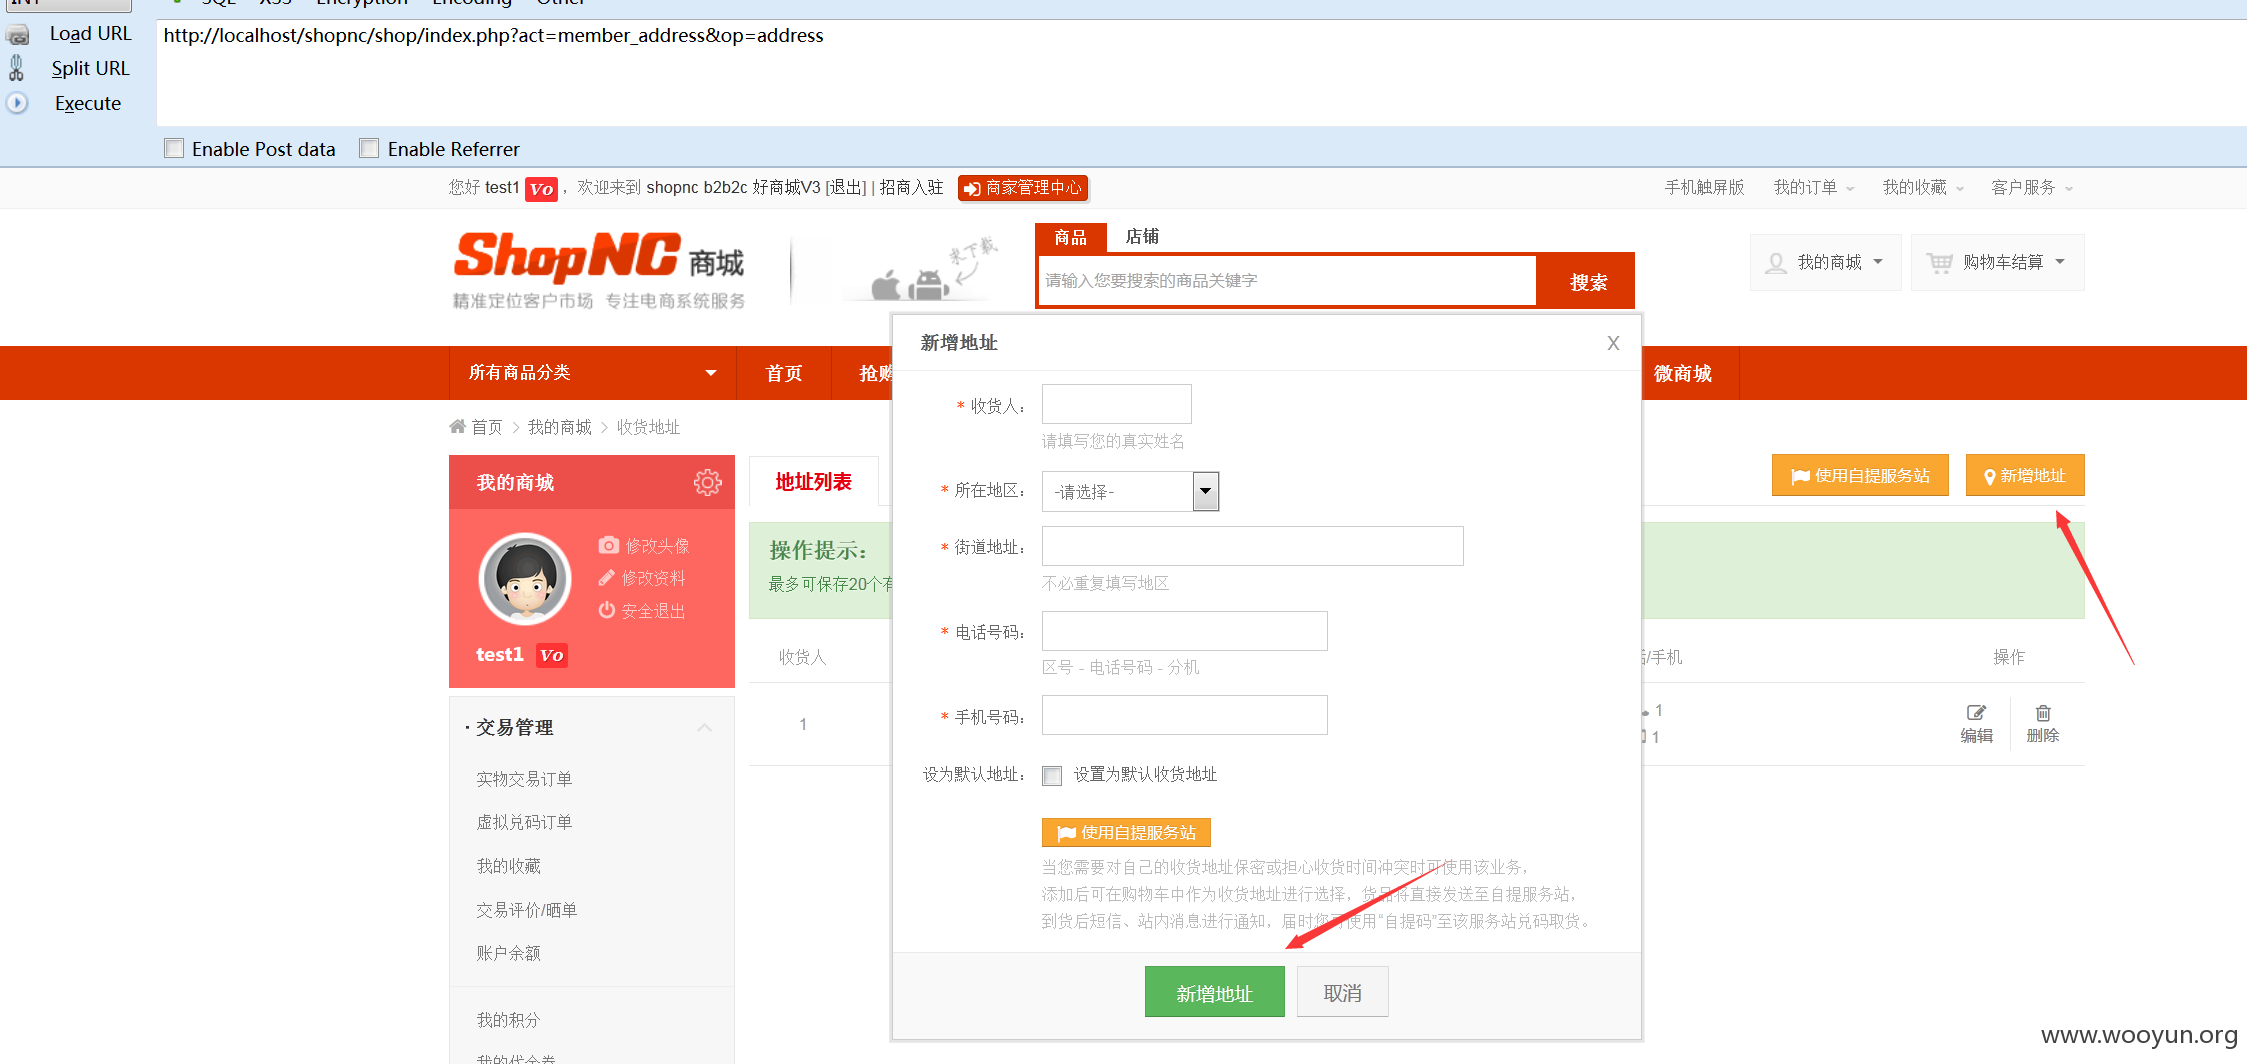 SQL XSS Encryption Encoding Other
Load URL
http://localhost/shopnc/shop/index.php?act=member_address&op=address
Split URL
Execute
Enable Post data
Enable Referrer
您好 test1 Vo ，欢迎来到 shopnc b2b2c 好商城V3 [退出] | 招商入驻 商家管理中心
手机触屏版 我的订单 我的收藏 客户服务
ShopNC 商城
精准定位客户市场 专注电商系统服务
来下载
商品 店铺
请输入您要搜索的商品关键字 搜索
我的商城 购物车结算
所有商品分类 首页 抢购 微商城
首页 > 我的商城 > 收货地址
我的商城
修改头像
修改资料
安全退出
test1 Vo
交易管理
实物交易订单
虚拟兑码订单
我的收藏
交易评价/晒单
账户余额
我的积分
我的代金券
地址列表
使用自提服务站 新增地址
操作提示：
最多可保存20个有
收货人 /手机 操作
1 1
1
编辑 删除
新增地址 X
* 收货人：
请填写您的真实姓名
* 所在地区： -请选择-
* 街道地址：
不必重复填写地区
* 电话号码：
区号 - 电话号码 - 分机
* 手机号码：
设为默认地址： 设置为默认收货地址
使用自提服务站
当您需要对自己的收货地址保密或担心收货时间冲突时可使用该业务，
添加后可在购物车中作为收货地址进行选择，货品将直接发送至自提服务站，
到货后短信、站内消息进行通知，届时您可使用“自提码”至该服务站兑码取货。
新增地址 取消
www.wooyun.org